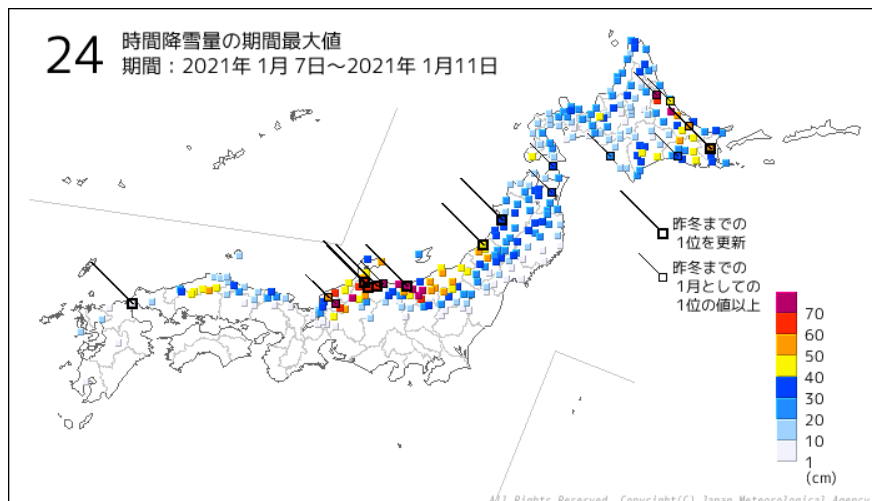 24 時間降雪量の期間最大値
期間：2021年 1月 7日～2021年 1月11日
昨冬までの
1位を更新
昨冬までの
1月としての
1位の値以上
70
60
50
40
30
20
10
1
(cm)
All Rights Reserved. Copyright(C) Japan Meteorological Agency